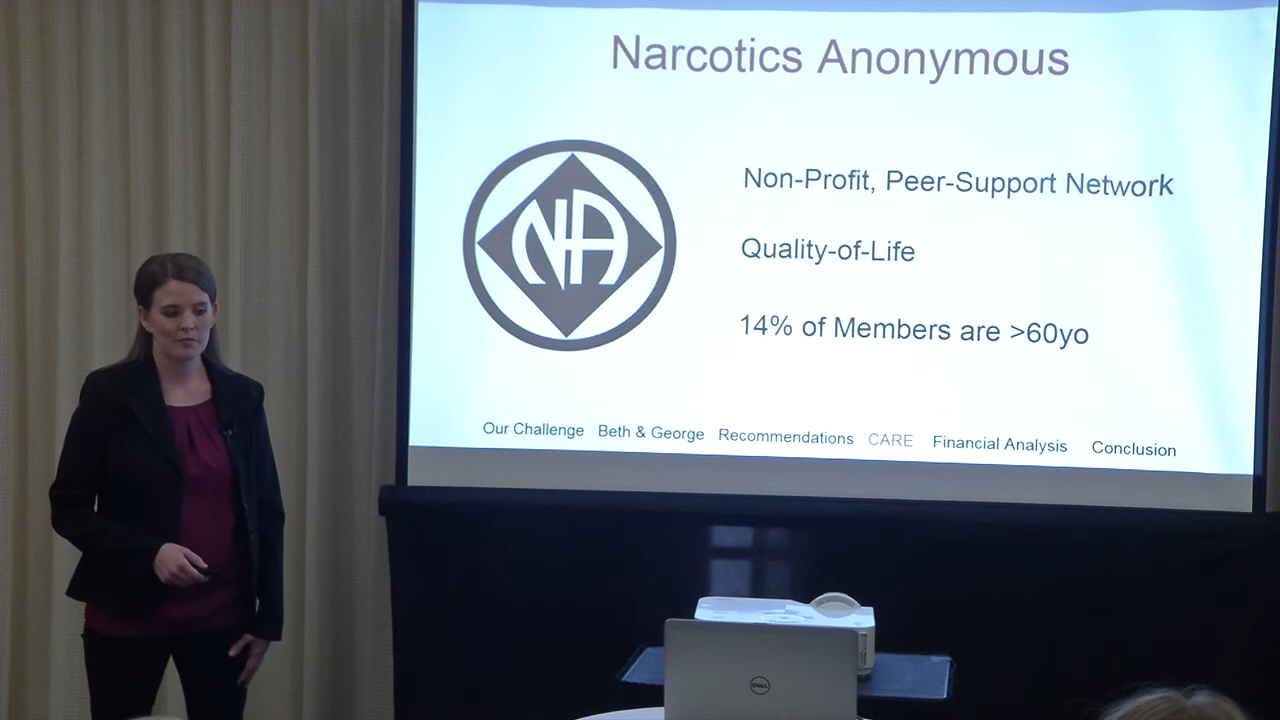 Narcotics Anonymous
NA
Non-Profit, Peer-Support Network
Quality-of-Life
14% of Members are >60yo
Our Challenge Beth & George Recommendations CARE Financial Analysis Conclusion
DELL